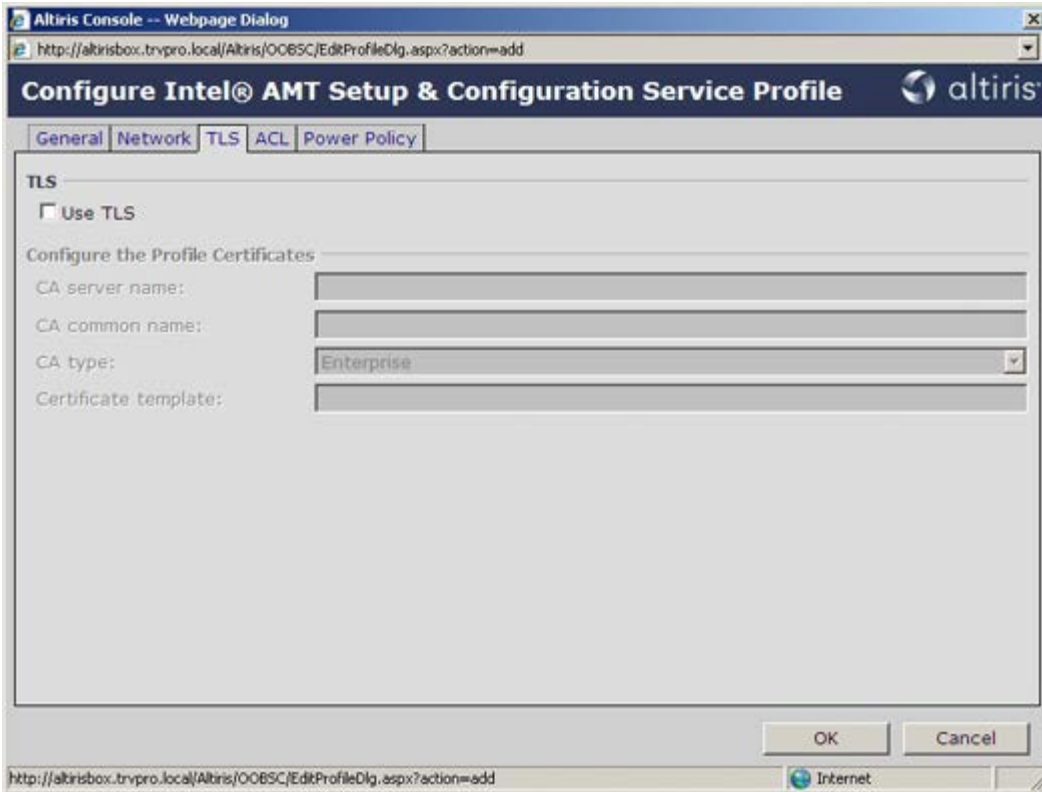 Altiris Console -- Webpage Dialog
http://altirisbox.trvpro.local/Altiris/OOBSC/EditProfileDlg.aspx?action=add
Configure Intel® AMT Setup & Configuration Service Profile altiris
General Network TLS ACL Power Policy
TLS
Use TLS
Configure the Profile Certificates
CA server name:
CA common name:
CA type: Enterprise
Certificate template:
OK Cancel
http://altirisbox.trvpro.local/Altiris/OOBSC/EditProfileDlg.aspx?action=add Internet